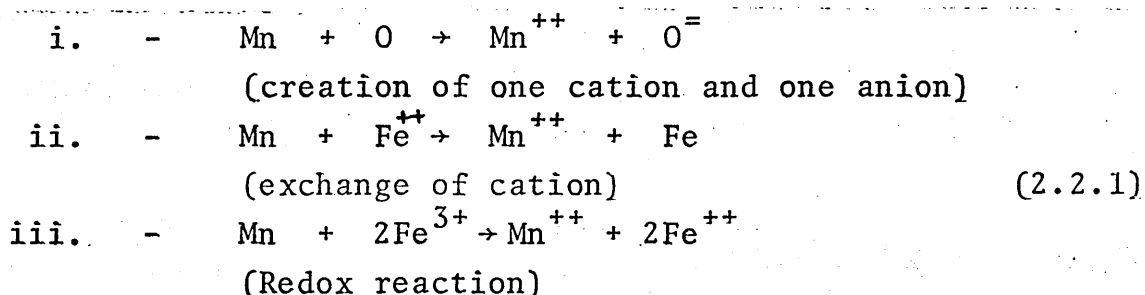 i. - Mn + O → Mn⁺⁺ + O⁼
(creation of one cation and one anion)
ii. - Mn + Fe⁺⁺ → Mn⁺⁺ + Fe
(exchange of cation) (2.2.1)
iii. - Mn + 2Fe³⁺ → Mn⁺⁺ + 2Fe⁺⁺
(Redox reaction)